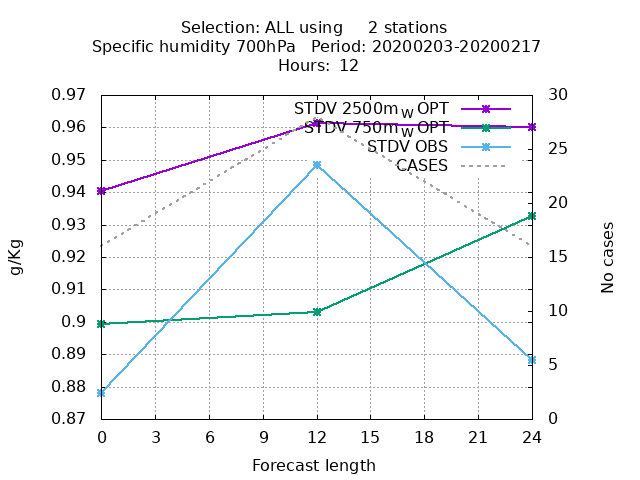 Selection: ALL using 2 stations
Specific humidity 700hPa Period: 20200203-20200217
Hours: 12
g/Kg
0.97
0.96
0.95
0.94
0.93
0.92
0.91
0.9
0.89
0.88
0.87
STDV 2500m_W OPT
STDV 750m_W OPT
STDV OBS
CASES
30
25
20
15
10
5
0
No cases
0 3 6 9 12 15 18 21 24
Forecast length